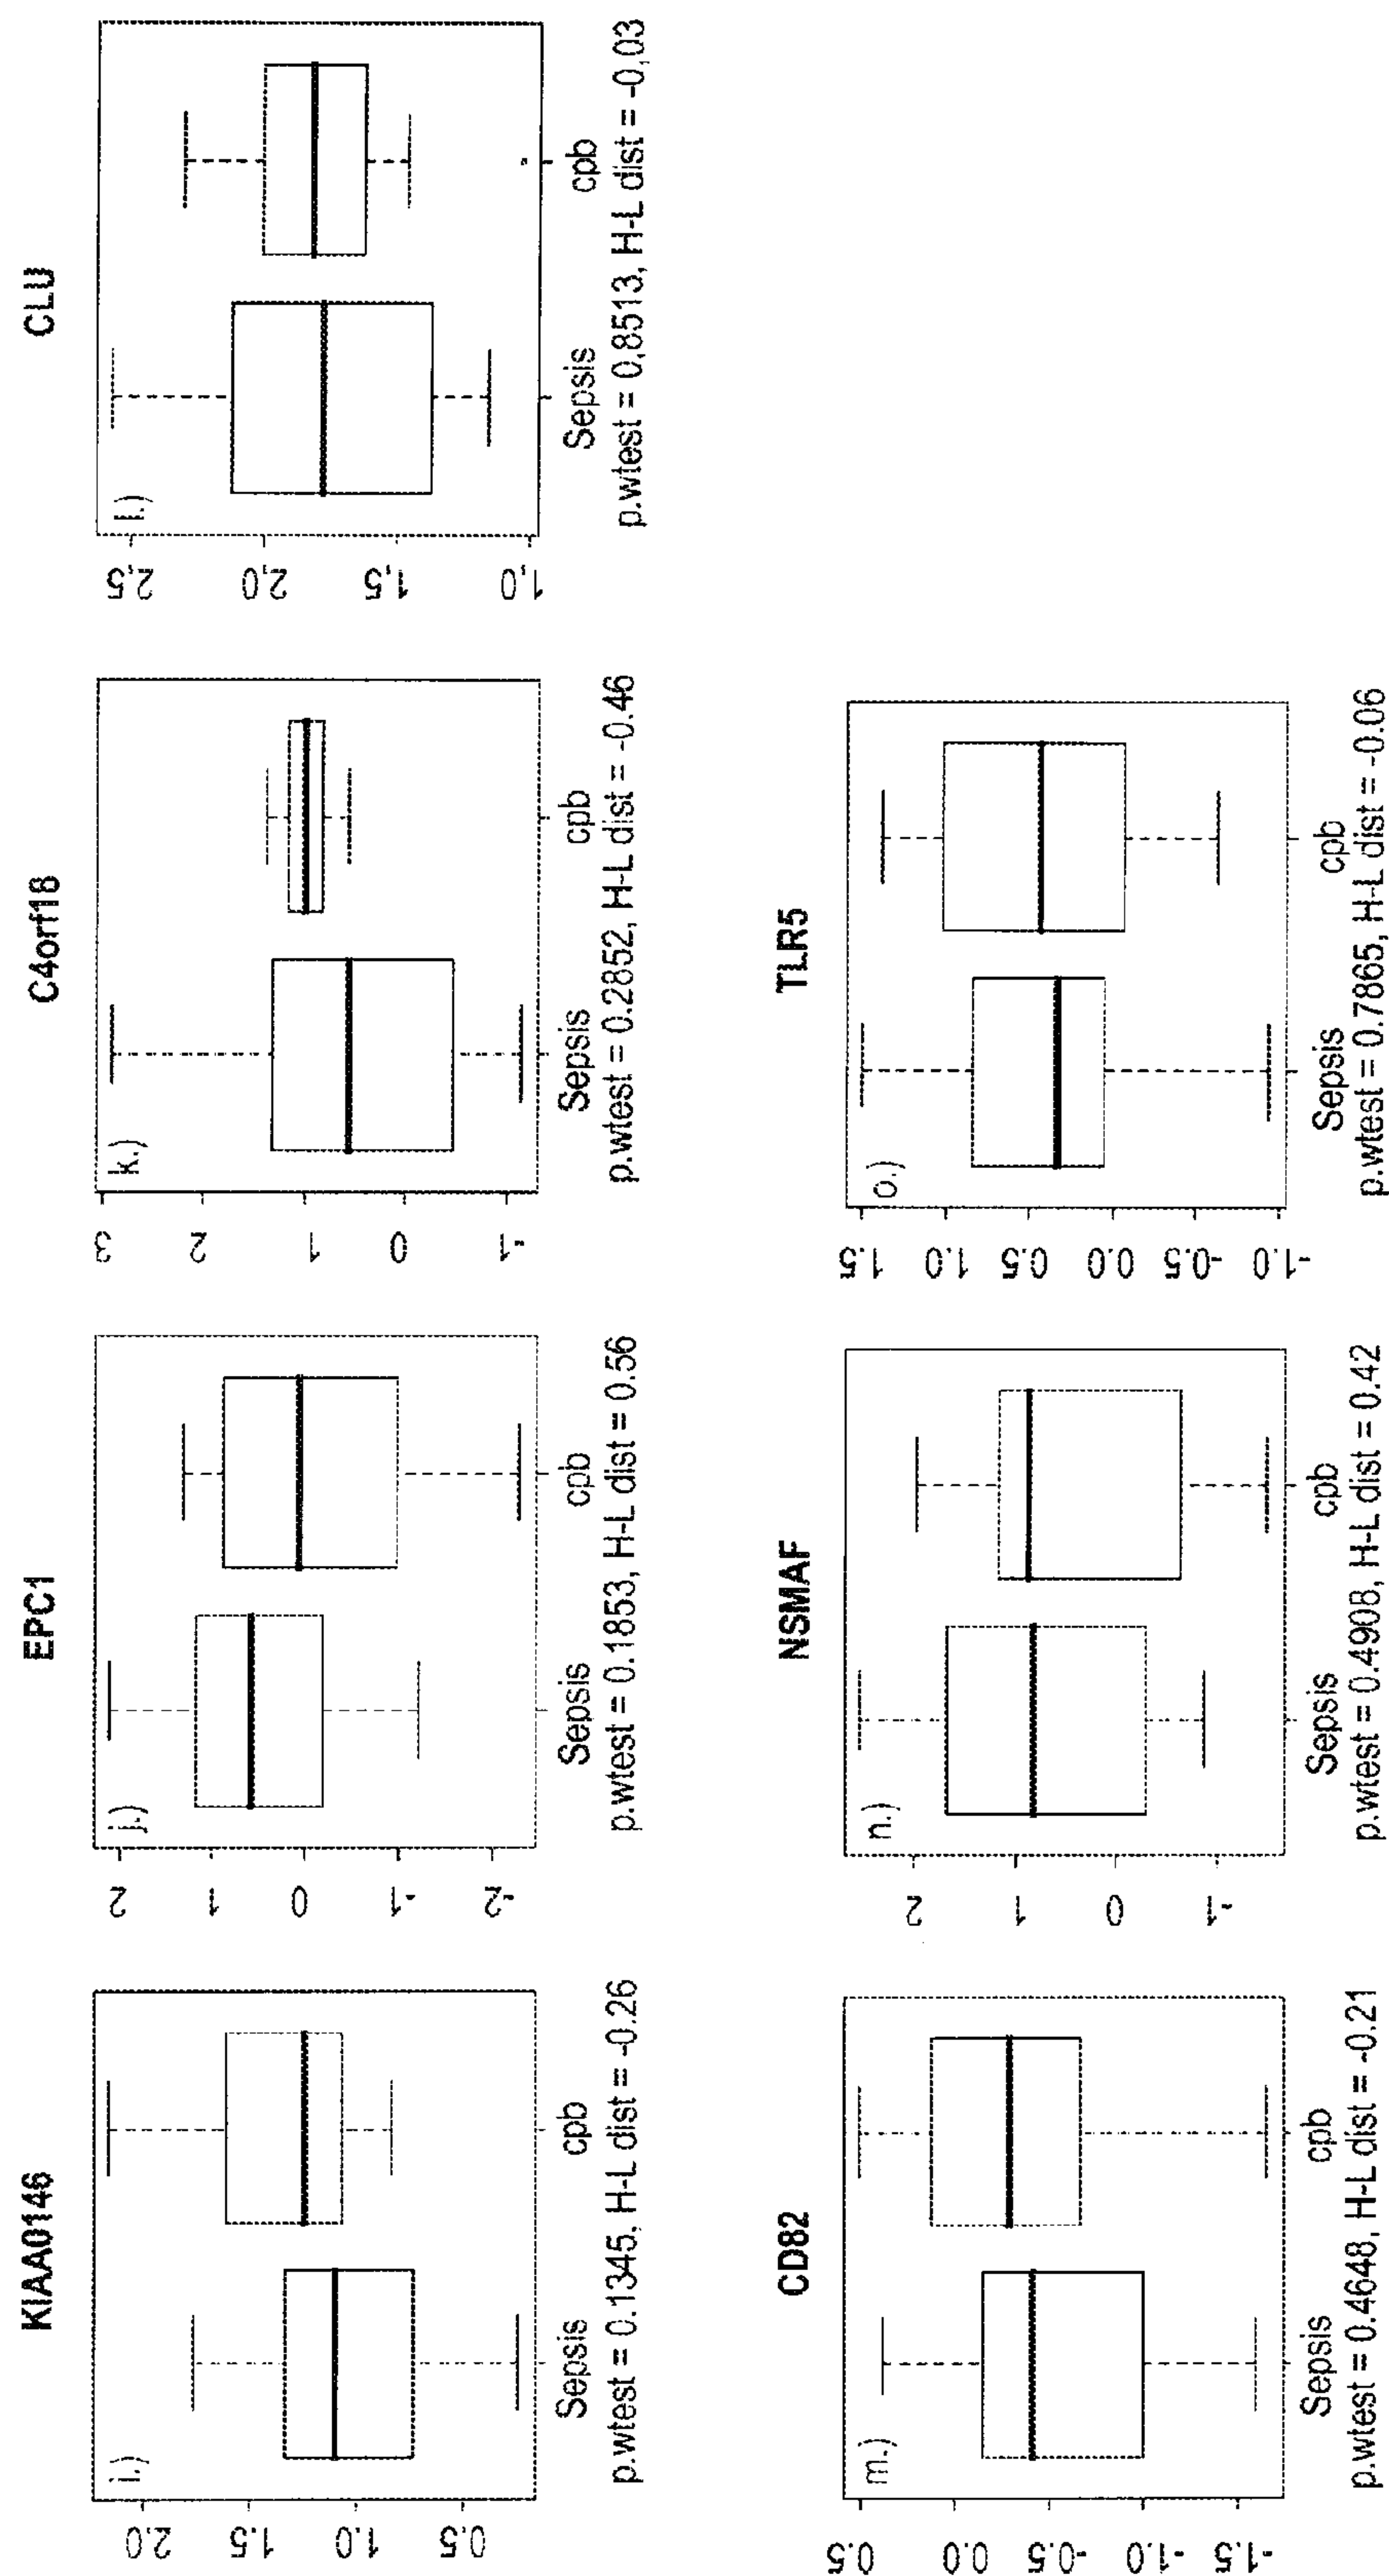 KIAA0146
i.)
2.0
1.5
1.0
0.5
Sepsis cpb
p.wtest = 0.1345, H-L dist = -0.26
EPC1
j.)
2
1
0
-1
-2
Sepsis cpb
p.wtest = 0.1853, H-L dist = 0.56
C4orf18
k.)
3
2
1
0
-1
Sepsis cpb
p.wtest = 0.2852, H-L dist = -0.46
CLU
l.)
2,5
2,0
1,5
1,0
Sepsis cpb
p.wtest = 0,8513, H-L dist = -0,03
CD82
m.)
0.5
0.0
-0.5
-1.0
-1.5
Sepsis cpb
p.wtest = 0.4648, H-L dist = -0.21
NSMAF
n.)
2
1
0
-1
Sepsis cpb
p.wtest = 0.4908, H-L dist = 0.42
TLR5
o.)
1.5
1.0
0.5
0.0
-0.5
-1.0
Sepsis cpb
p.wtest = 0.7865, H-L dist = -0.06